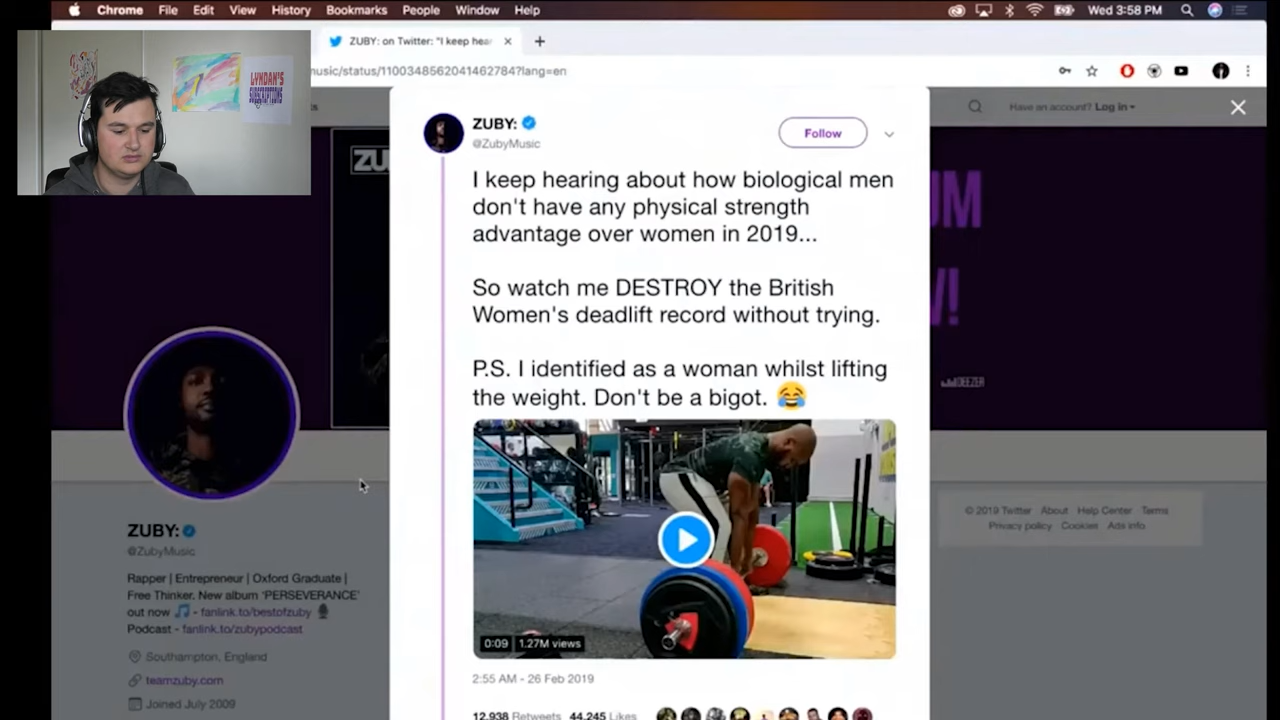 Chrome File Edit View History Bookmarks People Window Help
Wed 3:58 PM
ZUBY: on Twitter: "I keep hear
music/status/1100348562041462784?lang=en
LYNDAN'S
ZU
Have an account? Log in
ZUBY:
@ZubyMusic
Follow
I keep hearing about how biological men
don't have any physical strength
advantage over women in 2019...
So watch me DESTROY the British
Women's deadlift record without trying.
P.S. I identified as a woman whilst lifting
the weight. Don't be a bigot. 😂
0:09 1.27M views
2:55 AM - 26 Feb 2019
12,938 Retweets 44,245 Likes
ZUBY:
@ZubyMusic
Rapper | Entrepreneur | Oxford Graduate |
Free Thinker. New album 'PERSEVERANCE'
out now 🎵 - fanlink.to/bestofzuby 🎙
Podcast - fanlink.to/zubypodcast
Southampton, England
teamzuby.com
Joined July 2009
UM
!
DEEZER
© 2019 Twitter About Help Center Terms
Privacy policy Cookies Ads info